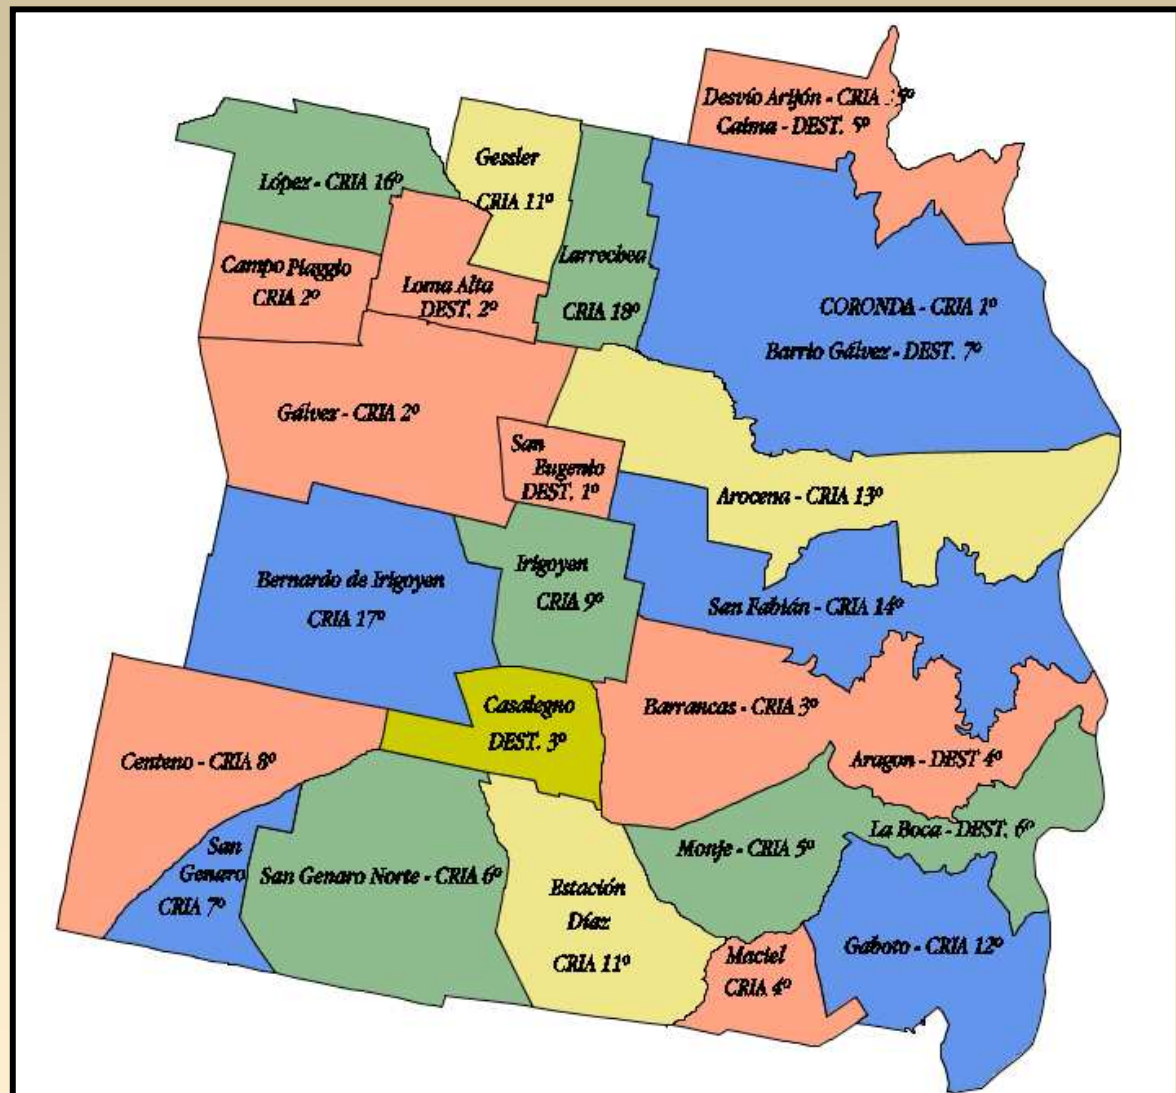 Desvío Arijón - CRIA 15º
Caima - DEST. 5º
Gessler
CRIA 11º
López - CRIA 16º
Larrechea
CRIA 18º
Campo Piaggio
CRIA 2º
Loma Alta
DEST. 2º
CORONDA - CRIA 1º
Barrio Gálvez - DEST. 7º
Gálvez - CRIA 2º
San
Eugenio
DEST. 1º
Arocena - CRIA 13º
Bernardo de Irigoyen
CRIA 17º
Irigoyen
CRIA 9º
San Fabián - CRIA 14º
Casalegno
DEST. 3º
Barrancas - CRIA 3º
Centeno - CRIA 8º
Aragon - DEST 4º
La Boca - DEST. 6º
San
Genaro
CRIA 7º
San Genaro Norte - CRIA 6º
Monje - CRIA 5º
Estación
Díaz
CRIA 11º
Maciel
CRIA 4º
Gaboto - CRIA 12º